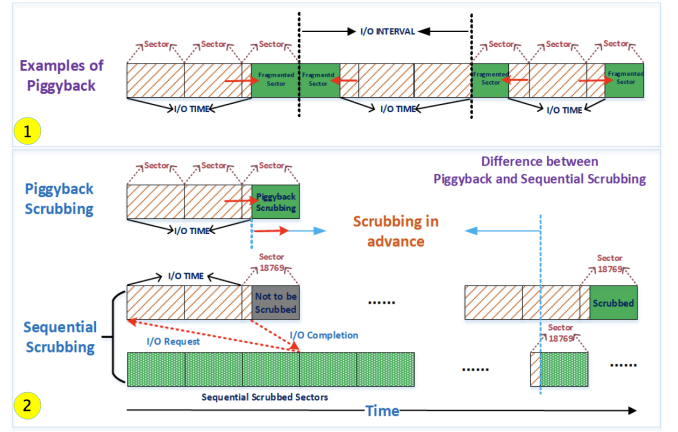 Sector
Sector
Sector
I/O INTERVAL
Sector
Sector
Sector
Examples of
Piggyback
Fragmented
Sector
Fragmented
Sector
Fragmented
Sector
Fragmented
Sector
I/O TIME
I/O TIME
I/O TIME
1
Difference between
Piggyback and Sequential Scrubbing
Sector
Sector
Sector
Piggyback
Scrubbing
Piggyback
Scrubbing
I/O TIME
Scrubbing in
advance
I/O TIME
Sector
18769
Sector
18769
Not to be
Scrubbed
......
Scrubbed
Sequential
Scrubbing
I/O Request
I/O Completion
Sector
18769
......
......
Sequential Scrubbed Sectors
2
Time